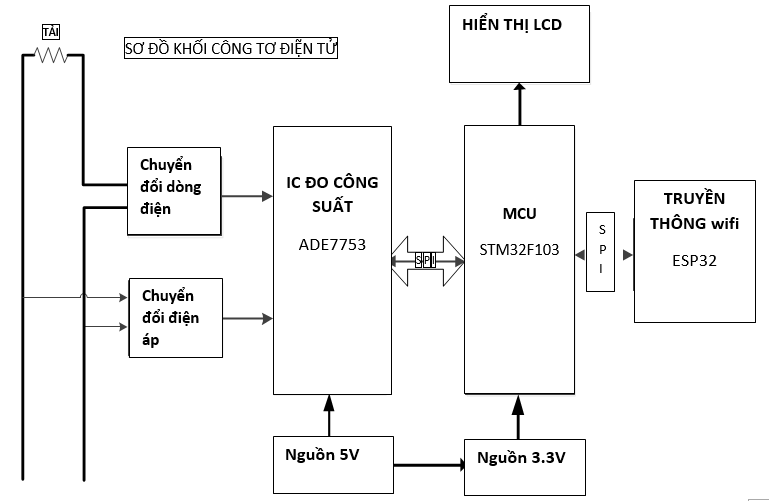 TẢI
SƠ ĐỒ KHỐI CÔNG TƠ ĐIỆN TỬ
HIỂN THỊ LCD
Chuyển
đổi dòng
điện
IC ĐO CÔNG
SUẤT
ADE7753
SPI
MCU
STM32F103
S
P
I
TRUYỀN
THÔNG wifi
ESP32
Chuyển
đổi điện
áp
Nguồn 5V
Nguồn 3.3V